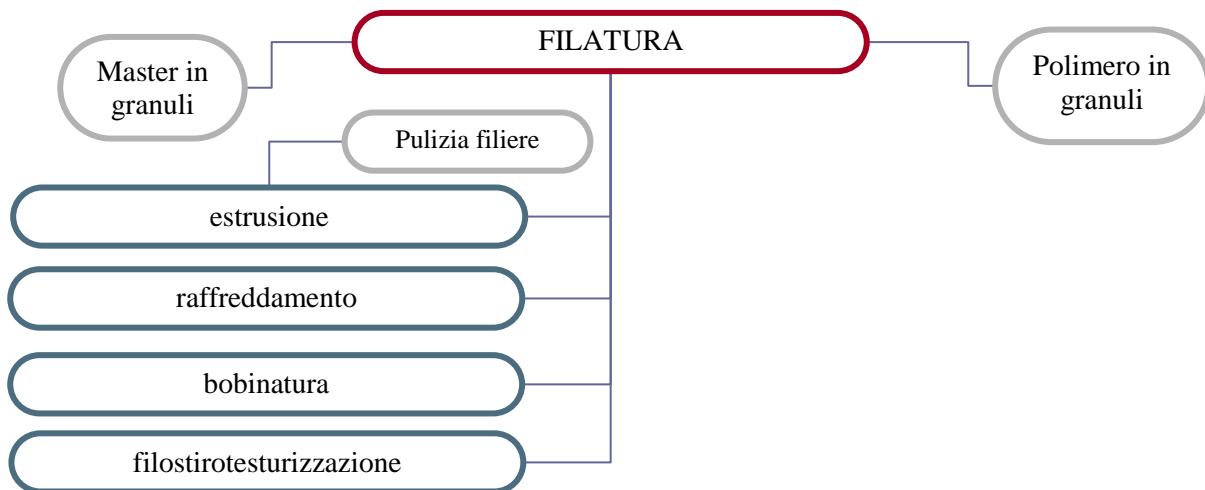 FILATURA
Master in
granuli
Polimero in
granuli
Pulizia filiere
estrusione
raffreddamento
bobinatura
filostirotesturizzazione